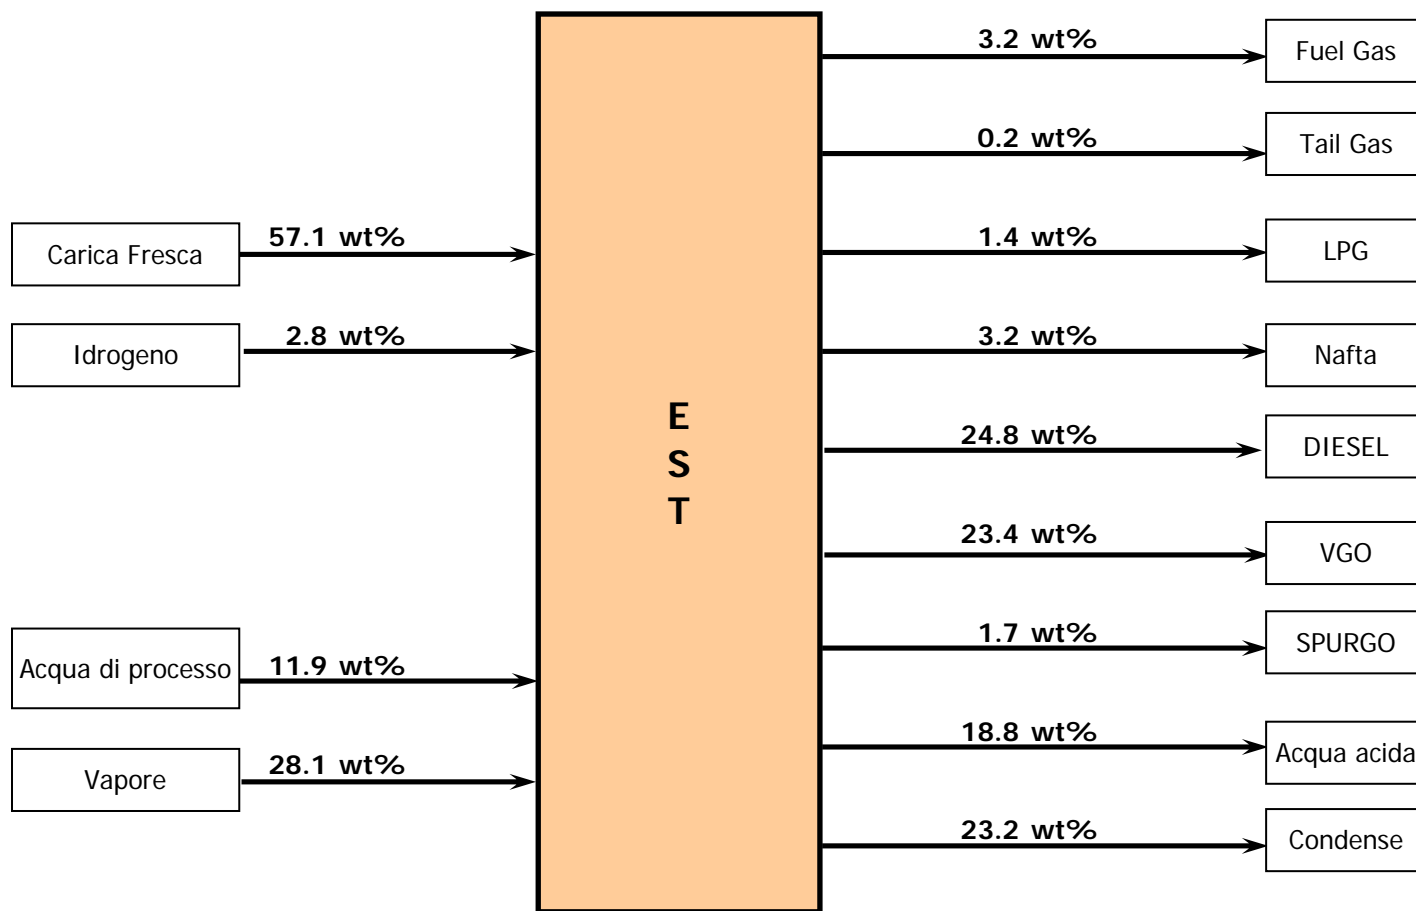 3.2 wt%
Fuel Gas
0.2 wt%
Tail Gas
Carica Fresca
57.1 wt%
1.4 wt%
LPG
Idrogeno
2.8 wt%
3.2 wt%
Nafta
E
S
T
24.8 wt%
DIESEL
23.4 wt%
VGO
Acqua di processo
11.9 wt%
1.7 wt%
SPURGO
Vapore
28.1 wt%
18.8 wt%
Acqua acida
23.2 wt%
Condense